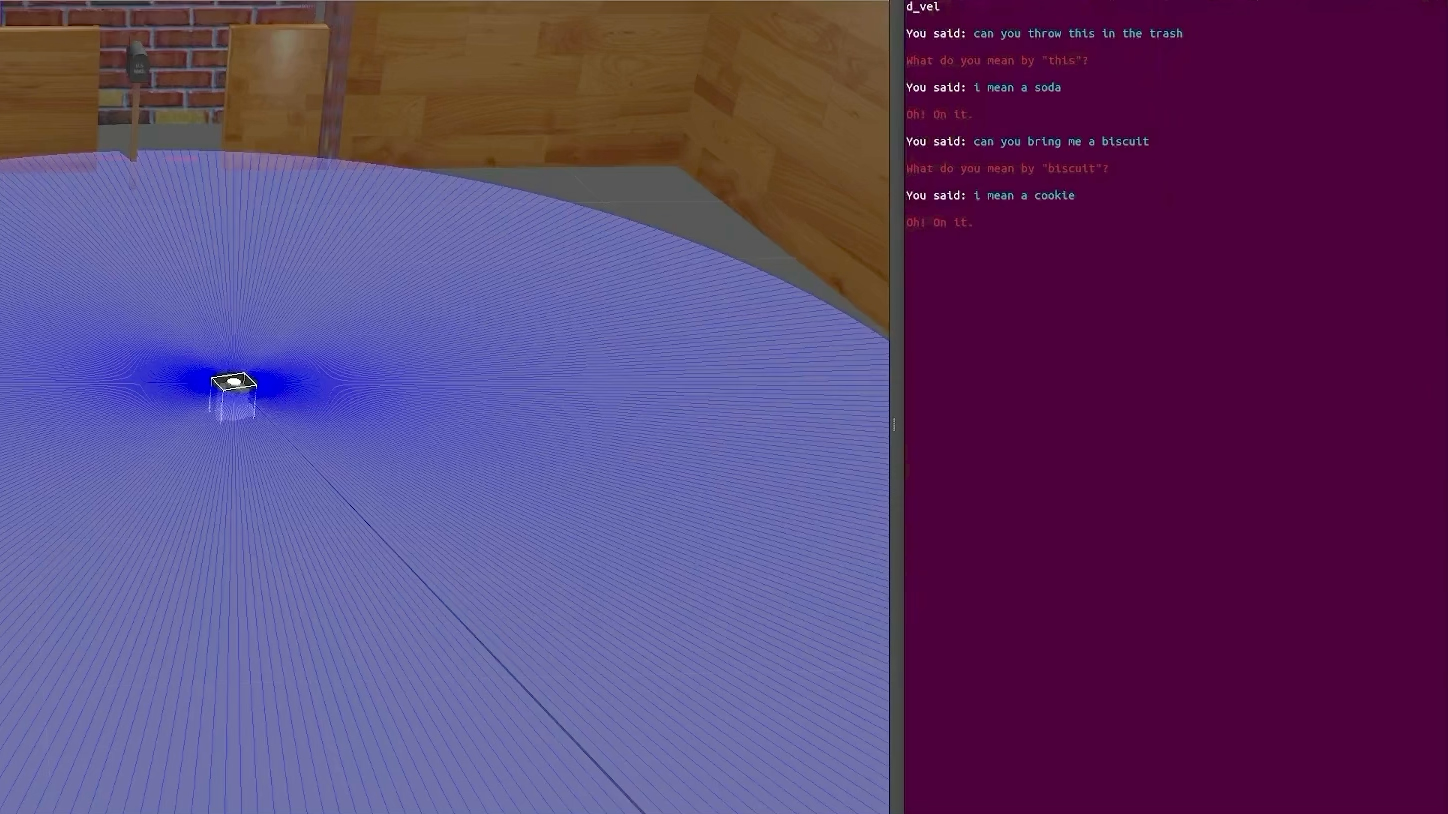 d_vel
You said: can you throw this in the trash
What do you mean by "this"?
You said: i mean a soda
Oh! On it.
You said: can you bring me a biscuit
What do you mean by "biscuit"?
You said: i mean a cookie
Oh! On it.